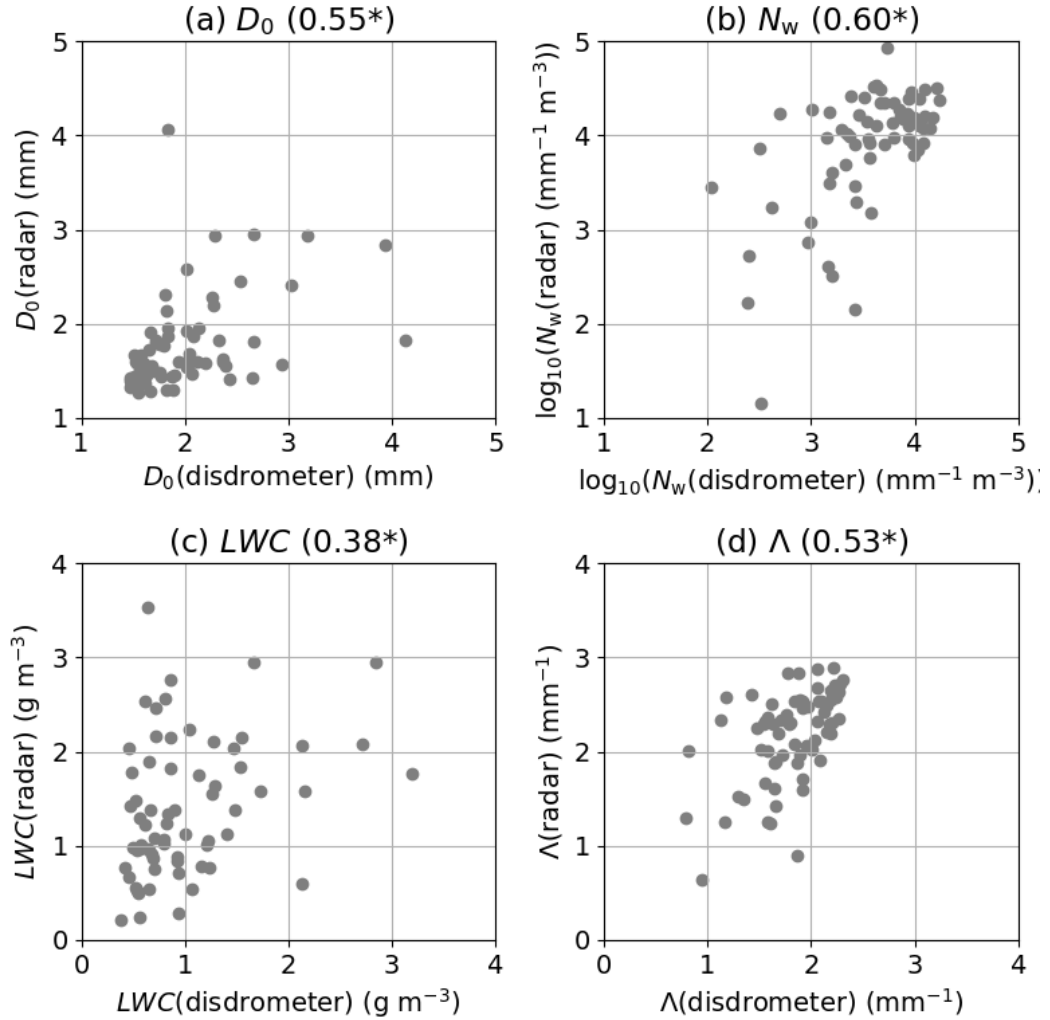 (a) D₀ (0.55*)
5
4
3
2
1
D₀(radar) (mm)
1 2 3 4 5
D₀(disdrometer) (mm)
(b) N_w (0.60*)
5
4
3
2
1
log₁₀(N_w(radar) (mm⁻¹ m⁻³))
1 2 3 4 5
log₁₀(N_w(disdrometer) (mm⁻¹ m⁻³))
(c) LWC (0.38*)
4
3
2
1
0
LWC(radar) (g m⁻³)
0 1 2 3 4
LWC(disdrometer) (g m⁻³)
(d) Λ (0.53*)
4
3
2
1
0
Λ(radar) (mm⁻¹)
0 1 2 3 4
Λ(disdrometer) (mm⁻¹)